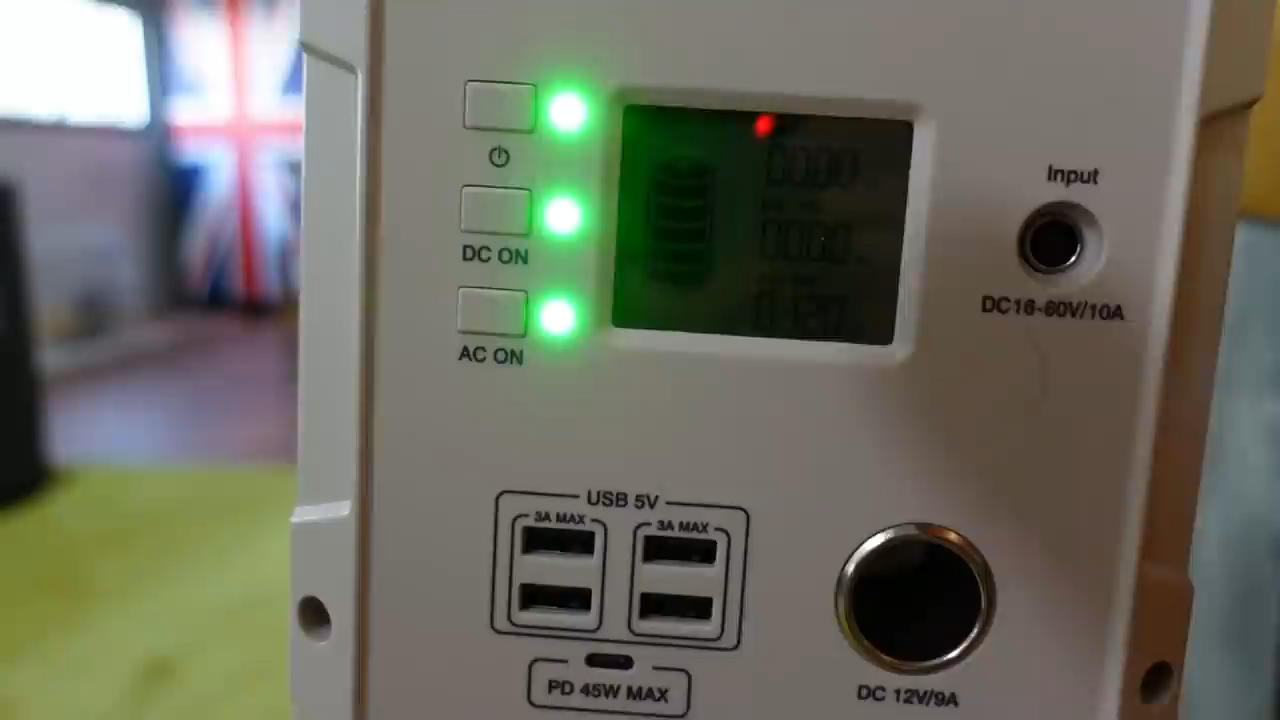 Input
DC ON
DC16-60V/10A
AC ON
USB 5V
3A MAX
3A MAX
PD 45W MAX
DC 12V/9A